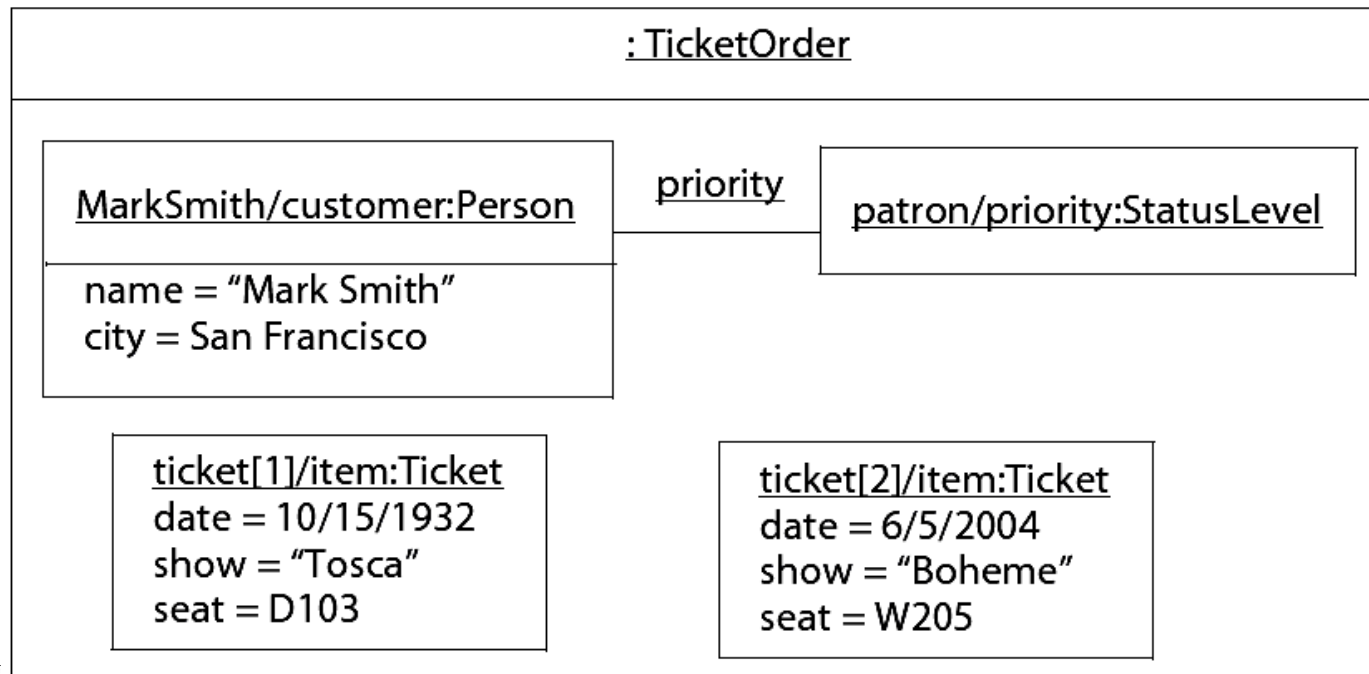 : TicketOrder
MarkSmith/customer:Person
name = “Mark Smith”
city = San Francisco
priority
patron/priority:StatusLevel
ticket[1]/item:Ticket
date = 10/15/1932
show = “Tosca”
seat = D103
ticket[2]/item:Ticket
date = 6/5/2004
show = “Boheme”
seat = W205